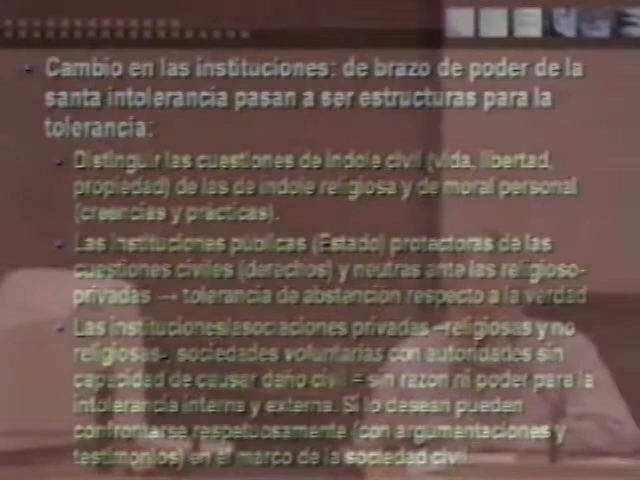 Cambio en las instituciones: de brazo de poder de la
santa intolerancia pasan a ser estructuras para la
tolerancia:
Distinguir las cuestiones de índole civil (vida, libertad,
propiedad) de las de índole religiosa y de moral personal
(creencias y prácticas).
Las instituciones públicas (Estado) protectoras de las
cuestiones civiles (derechos) y neutras ante las religioso-
privadas → tolerancia de abstención respecto a la verdad
Las instituciones/asociaciones privadas –religiosas y no
religiosas-, sociedades voluntarias con autoridades sin
capacidad de causar daño civil = sin razón ni poder para la
intolerancia interna y externa. Si lo desean pueden
confrontarse respetuosamente (con argumentaciones y
testimonios) en el marco de la sociedad civil.